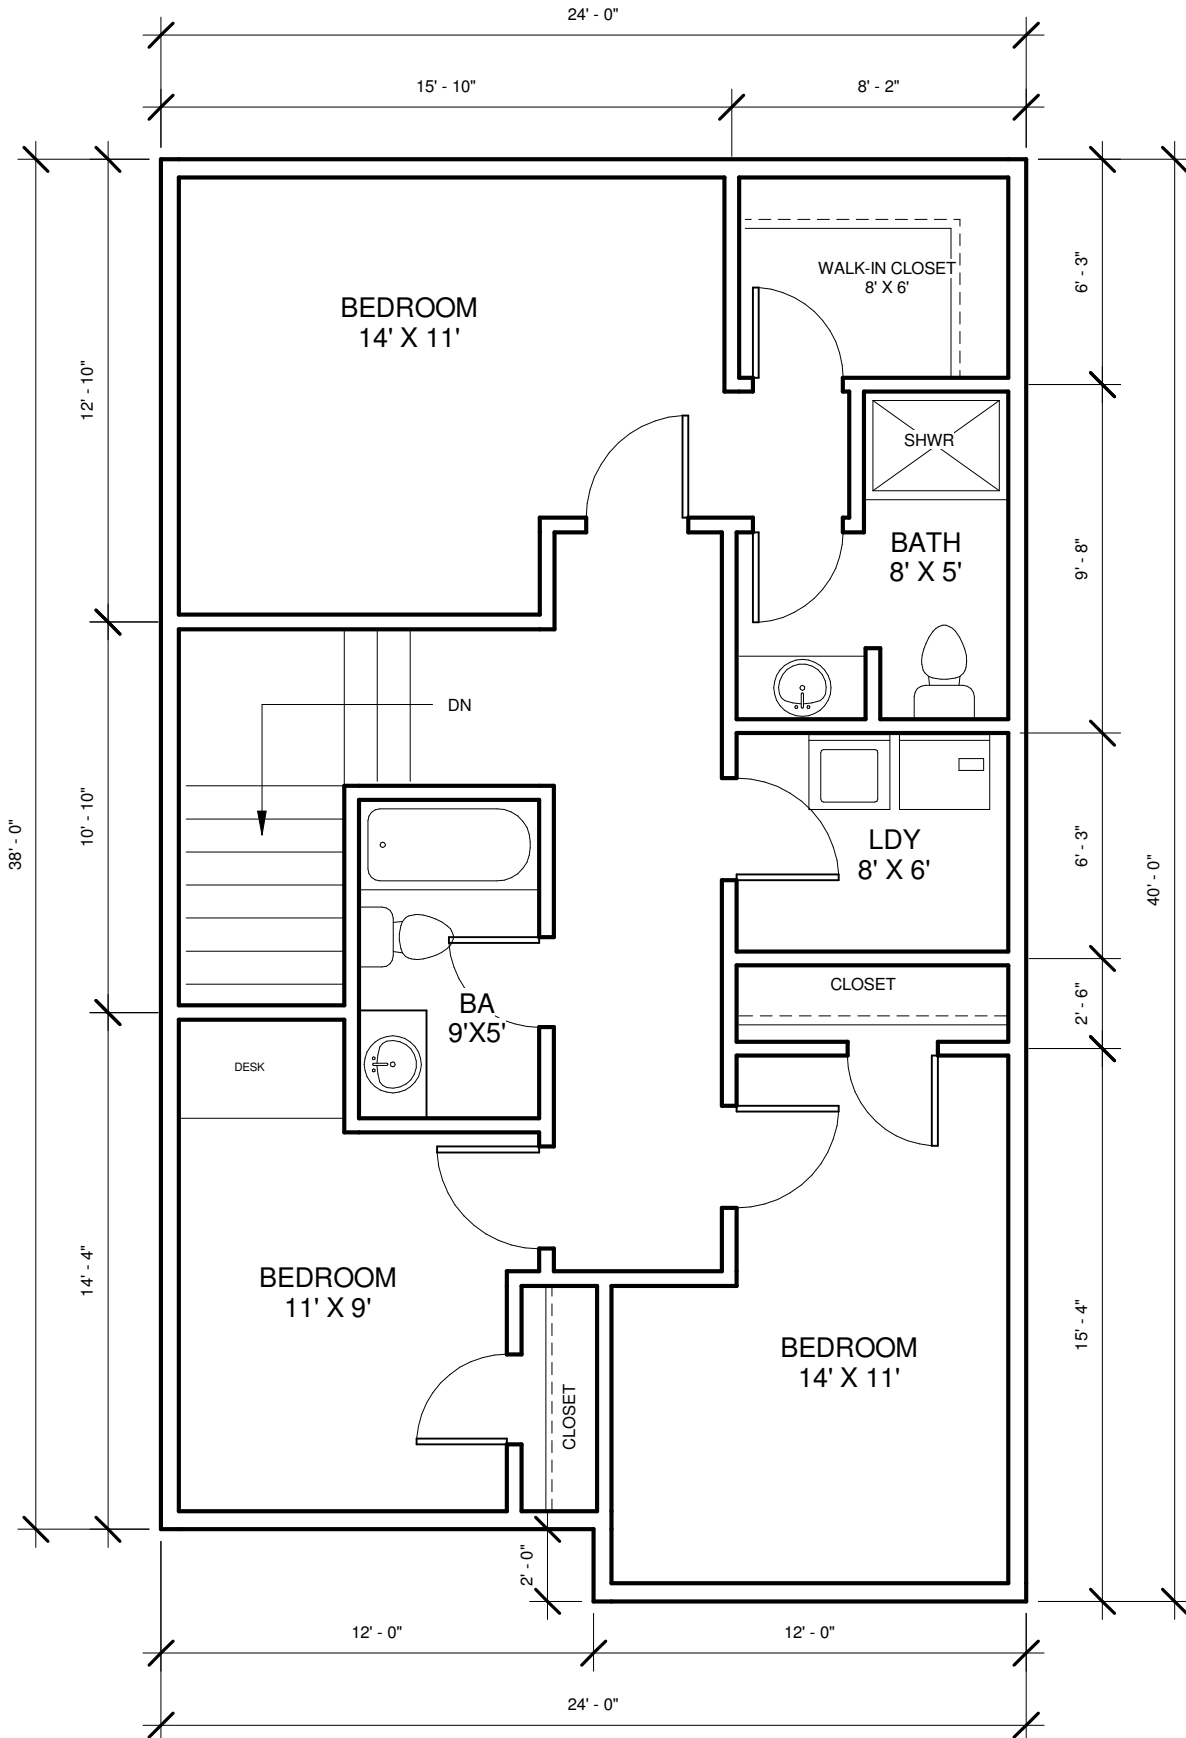 24' - 0"
15' - 10"
8' - 2"
WALK-IN CLOSET
8' X 6'
6' - 3"
BEDROOM
14' X 11'
12' - 10"
SHWR
BATH
8' X 5'
9' - 8"
DN
38' - 0"
10' - 10"
LDY
8' X 6'
6' - 3"
40' - 0"
CLOSET
2' - 6"
BA
9'X5'
DESK
14' - 4"
BEDROOM
11' X 9'
BEDROOM
14' X 11'
15' - 4"
CLOSET
2' - 0"
12' - 0"
12' - 0"
24' - 0"